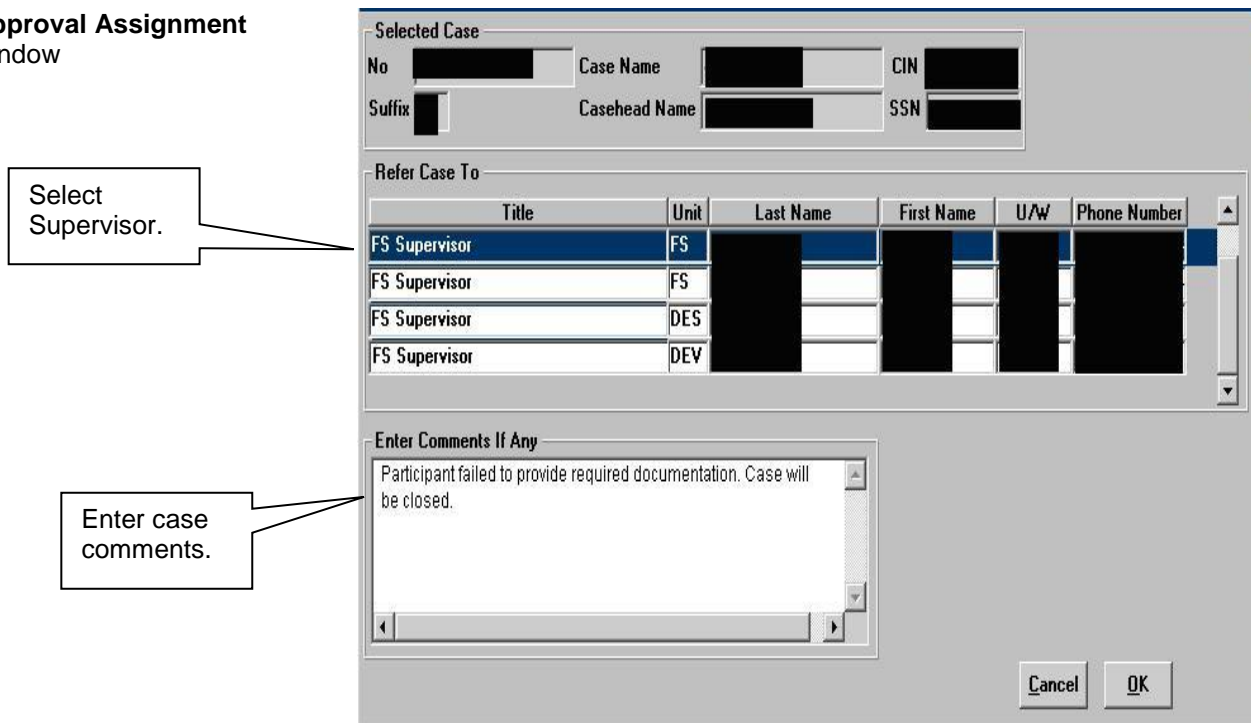 pproval Assignment
ndow
Selected Case
No Case Name CIN
Suffix Casehead Name SSN
Refer Case To
Select
Supervisor.
Title Unit Last Name First Name U/W Phone Number
FS Supervisor FS
FS Supervisor FS
FS Supervisor DES
FS Supervisor DEV
Enter Comments If Any
Participant failed to provide required documentation. Case will
be closed.
Enter case
comments.
Cancel OK